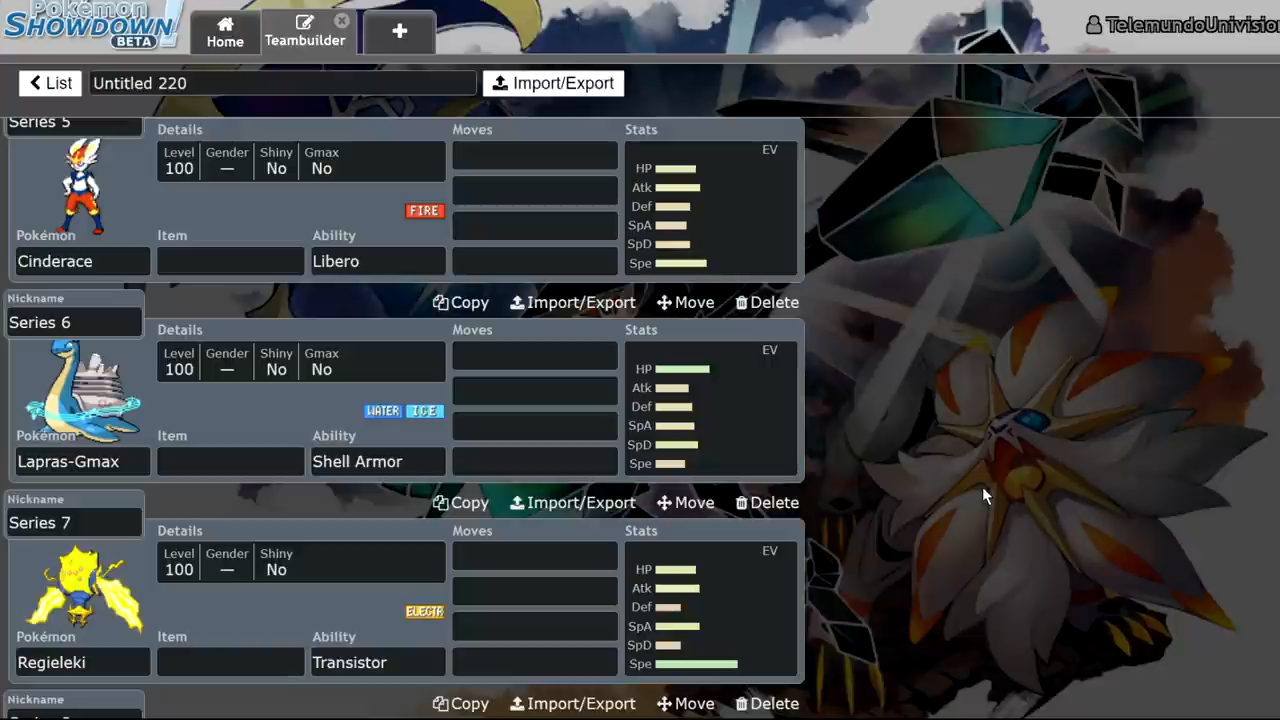 Pokémon
SHOWDOWN!
BETA
Home
Teambuilder
+
TelemundoUnivisio
List
Untitled 220
Import/Export
Series 5
Details
Moves
Stats
Level Gender Shiny Gmax
100 — No No
EV
HP
Atk
Def
SpA
SpD
Spe
FIRE
Pokémon Item Ability
Cinderace Libero
Copy Import/Export Move Delete
Nickname
Series 6
Details
Moves
Stats
Level Gender Shiny Gmax
100 — No No
EV
HP
Atk
Def
SpA
SpD
Spe
WATER ICE
Pokémon Item Ability
Lapras-Gmax Shell Armor
Copy Import/Export Move Delete
Nickname
Series 7
Details
Moves
Stats
Level Gender Shiny
100 — No
EV
HP
Atk
Def
SpA
SpD
Spe
ELECTR
Pokémon Item Ability
Regieleki Transistor
Copy Import/Export Move Delete
Nickname